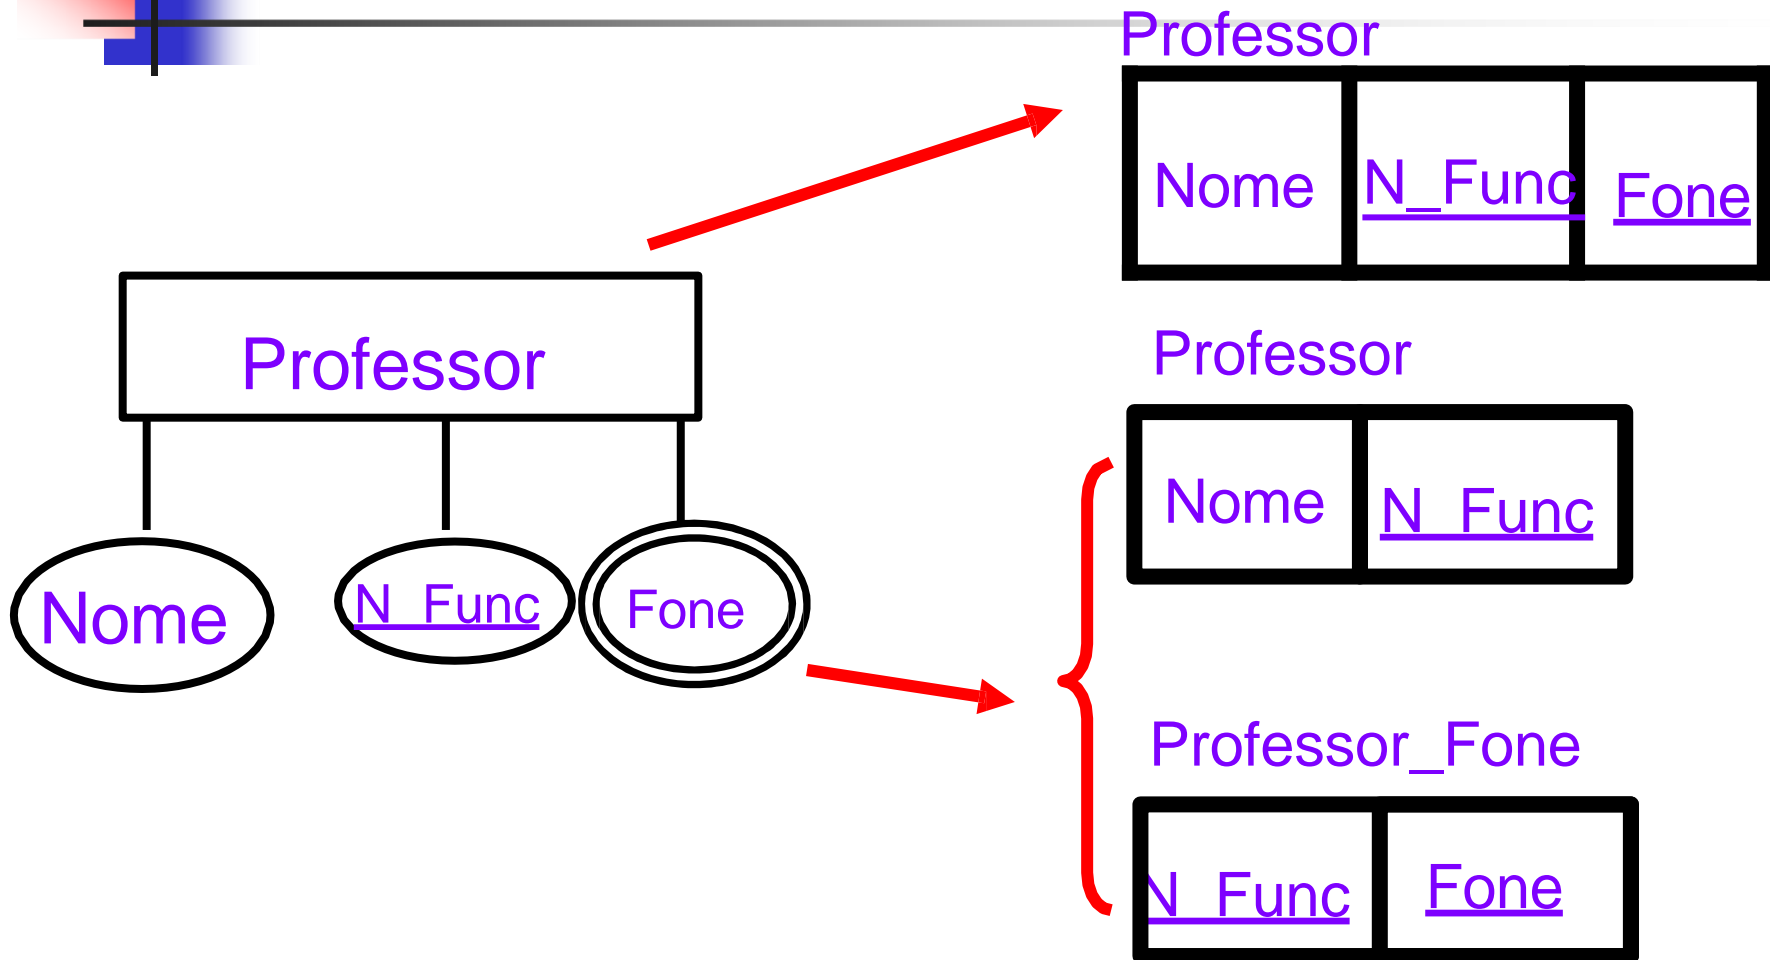 Professor
Nome N_Func Fone
Professor
Professor
Nome N_Func
Nome N_Func Fone
Professor_Fone
N_Func Fone